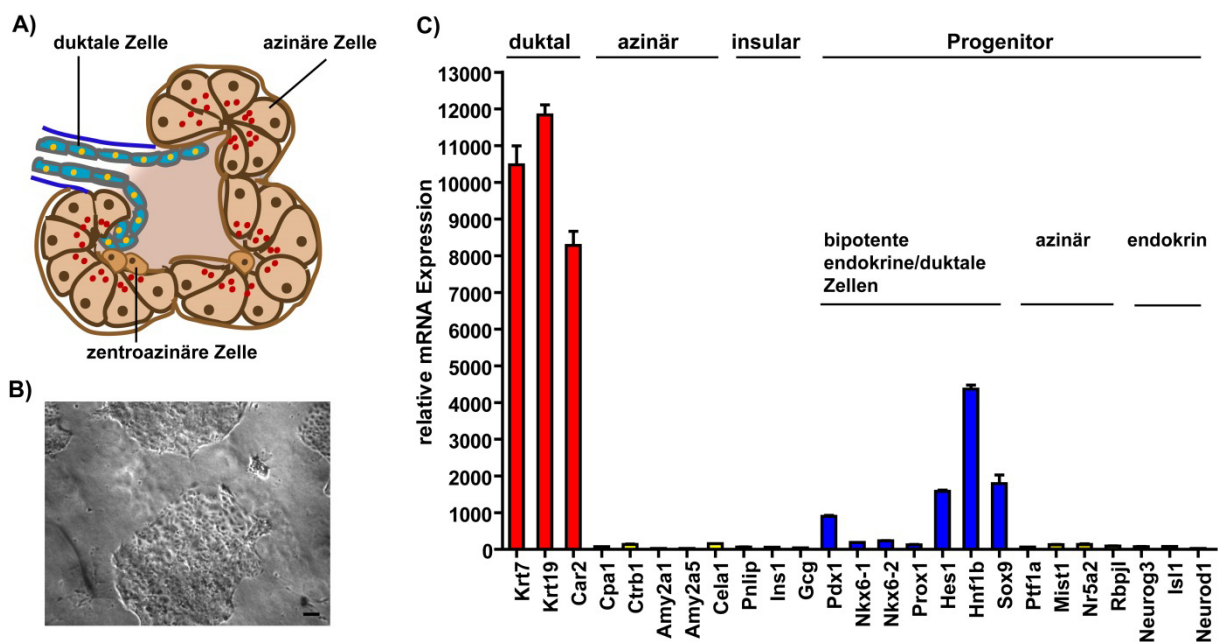 A)
duktale Zelle
azinäre Zelle
zentroazinäre Zelle
B)
C)
duktal azinär insular Progenitor
13000
12000
11000
10000
9000
8000
7000
6000
5000
4000
3000
2000
1000
0
relative mRNA Expression
bipotente
endokrine/duktale
Zellen
azinär
endokrin
Krt7
Krt19
Car2
Cpa1
Ctrb1
Amy2a1
Amy2a5
Cela1
Pnlip
Ins1
Gcg
Pdx1
Nkx6-1
Nkx6-2
Prox1
Hes1
Hnf1b
Sox9
Ptf1a
Mist1
Nr5a2
Rbpjl
Neurog3
Isl1
Neurod1